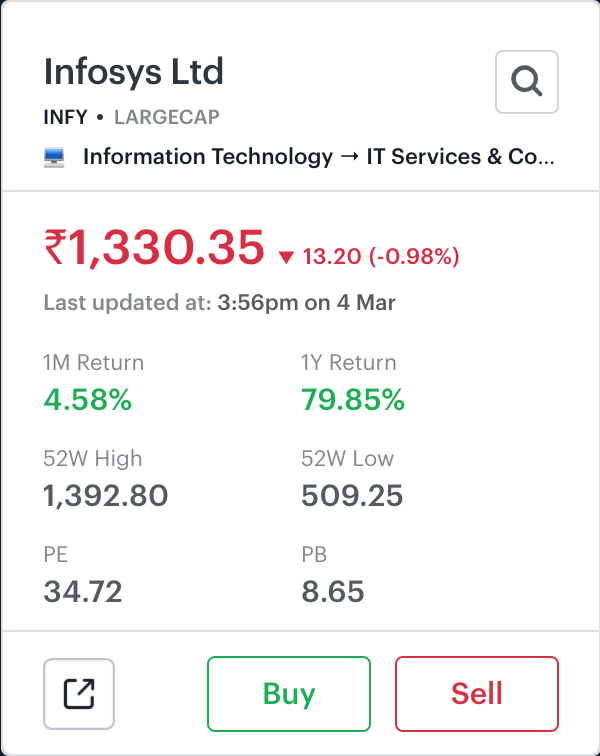 Infosys Ltd
INFY • LARGECAP
Information Technology → IT Services & Co...
₹1,330.35 ▼ 13.20 (-0.98%)
Last updated at: 3:56pm on 4 Mar
1M Return 1Y Return
4.58% 79.85%
52W High 52W Low
1,392.80 509.25
PE PB
34.72 8.65
Buy Sell